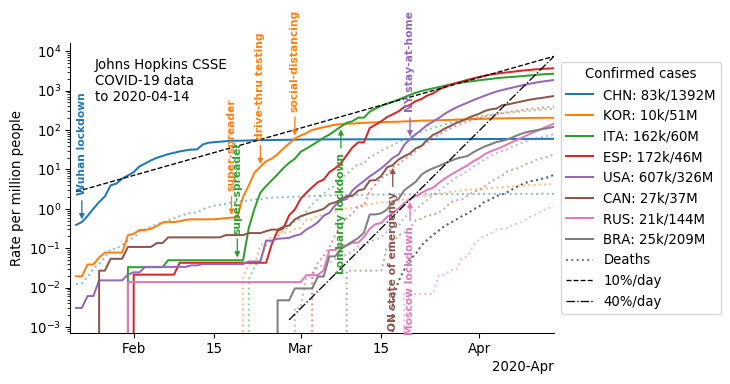 Johns Hopkins CSSE
COVID-19 data
to 2020-04-14
Rate per million people
10⁴
10³
10²
10¹
10⁰
10⁻¹
10⁻²
10⁻³
Wuhan lockdown
super-spreader
super-spreader
drive-thru testing
social-distancing
Lombardy lockdown
ON state of emergency
Moscow lockdown
NY stay-at-home
Feb
15
Mar
15
Apr
2020-Apr
Confirmed cases
CHN: 83k/1392M
KOR: 10k/51M
ITA: 162k/60M
ESP: 172k/46M
USA: 607k/326M
CAN: 27k/37M
RUS: 21k/144M
BRA: 25k/209M
Deaths
10%/day
40%/day